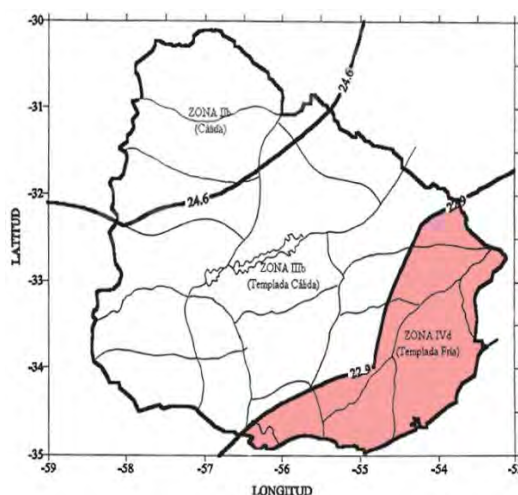 -30
24.6
-31
ZONA IIb
(Cálida)
-32
24.6
22.9
LATITUD
-33
ZONA IIIb
(Templada Cálida)
ZONA IVd
(Templada Fría)
-34
22.9
-35
-59 -58 -57 -56 -55 -54
LONGITUD